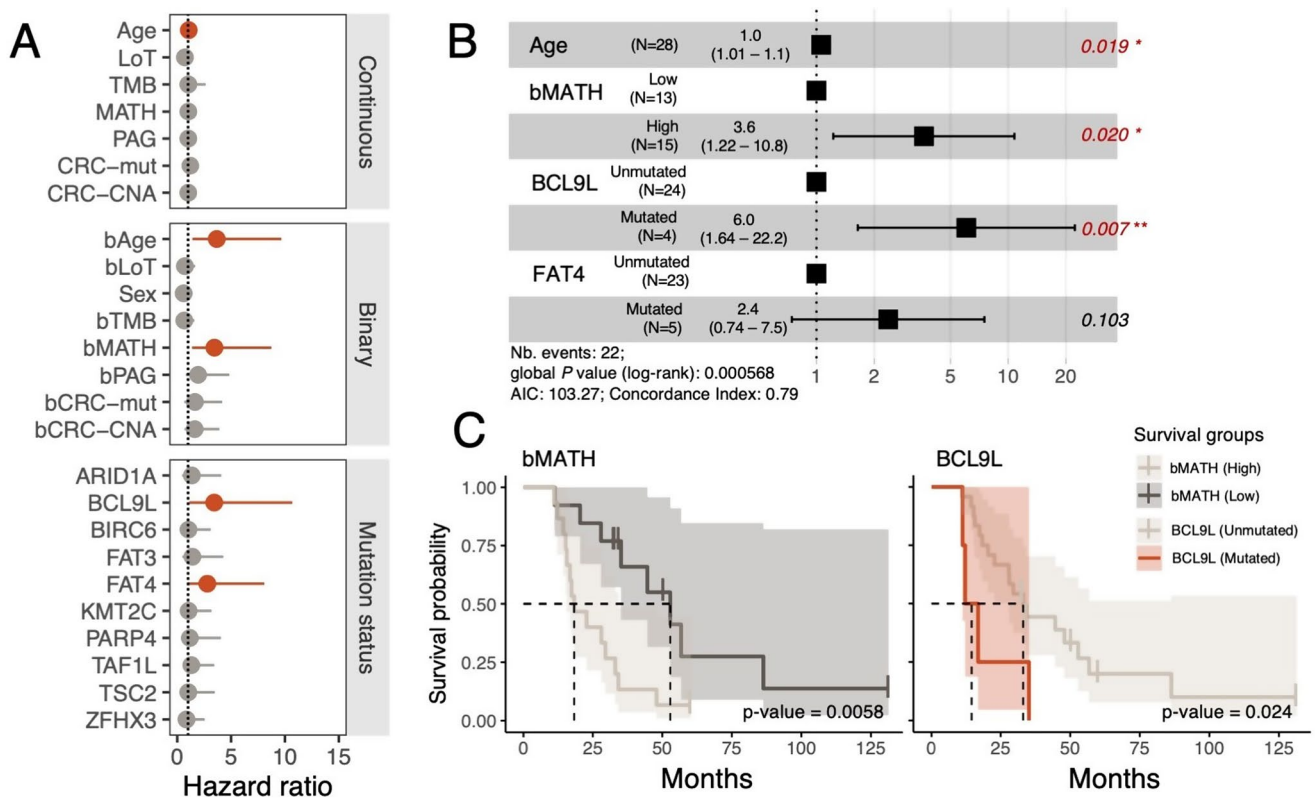 A
Age
LoT
TMB
MATH
PAG
CRC−mut
CRC−CNA
Continuous
bAge
bLoT
Sex
bTMB
bMATH
bPAG
bCRC−mut
bCRC−CNA
Binary
ARID1A
BCL9L
BIRC6
FAT3
FAT4
KMT2C
PARP4
TAF1L
TSC2
ZFHX3
Mutation status
0 5 10 15
Hazard ratio
B
Age (N=28) 1.0 (1.01 – 1.1) 0.019 *
bMATH Low (N=13)
High (N=15) 3.6 (1.22 – 10.8) 0.020 *
BCL9L Unmutated (N=24)
Mutated (N=4) 6.0 (1.64 – 22.2) 0.007 **
FAT4 Unmutated (N=23)
Mutated (N=5) 2.4 (0.74 – 7.5) 0.103
Nb. events: 22;
global P value (log-rank): 0.000568
AIC: 103.27; Concordance Index: 0.79
1 2 5 10 20
C
bMATH
Survival probability
1.00
0.75
0.50
0.25
0.00
p-value = 0.0058
0 25 50 75 100 125
Months
BCL9L
p-value = 0.024
0 25 50 75 100 125
Months
Survival groups
bMATH (High)
bMATH (Low)
BCL9L (Unmutated)
BCL9L (Mutated)